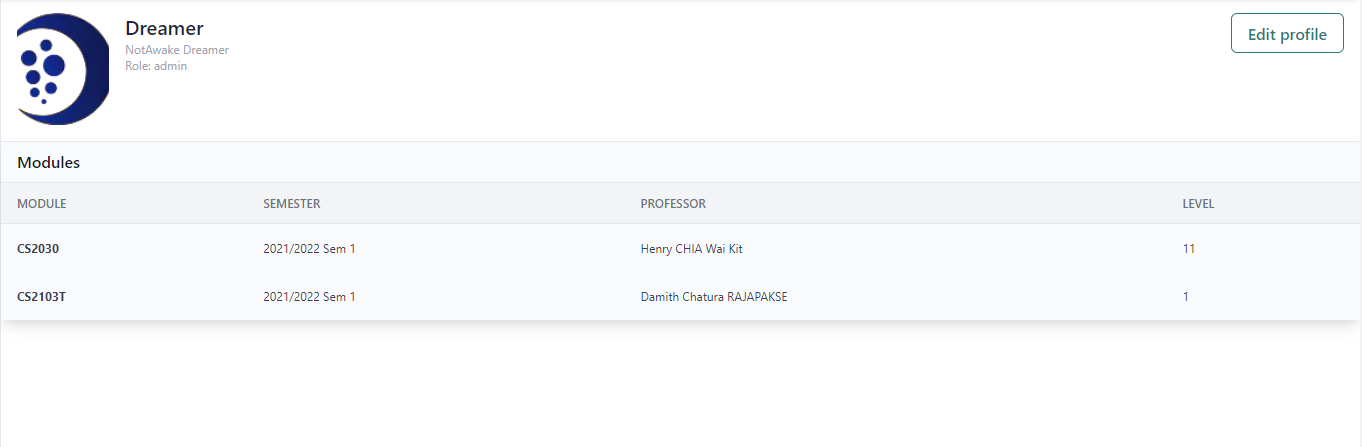 Dreamer
NotAwake Dreamer
Role: admin
Edit profile
Modules
MODULE SEMESTER PROFESSOR LEVEL
CS2030 2021/2022 Sem 1 Henry CHIA Wai Kit 11
CS2103T 2021/2022 Sem 1 Damith Chatura RAJAPAKSE 1